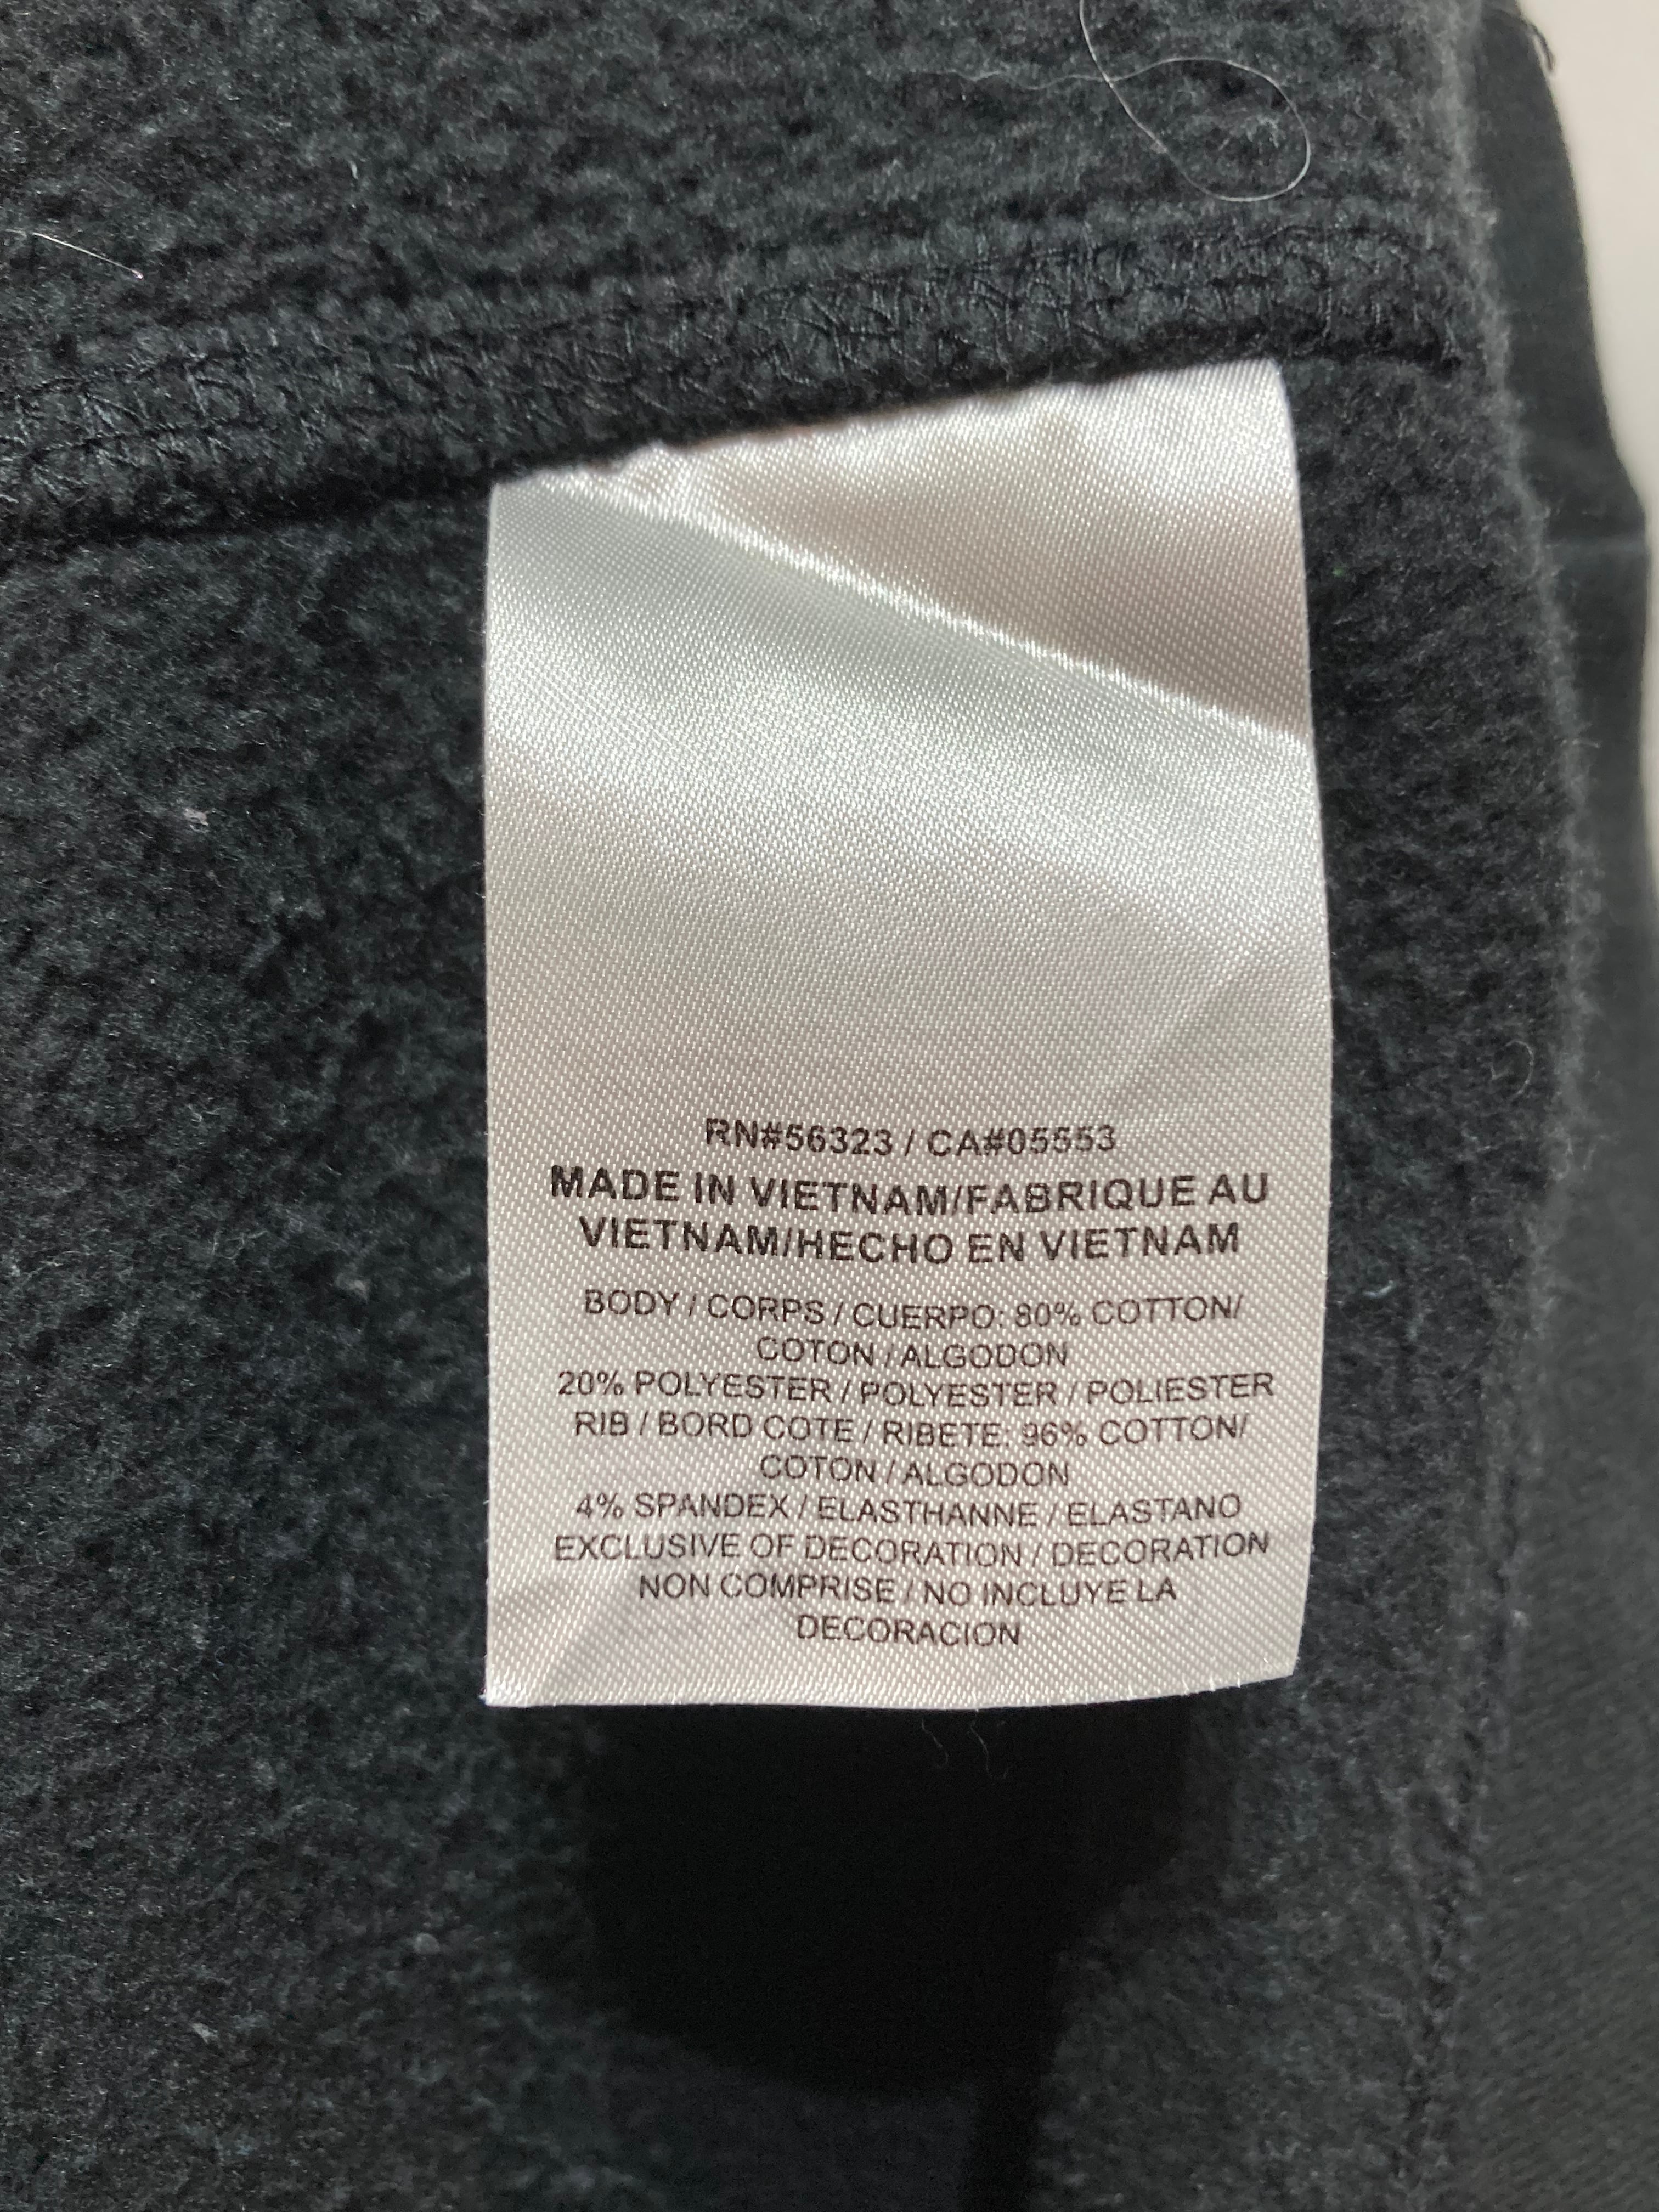 RN#56323 / CA#05553
MADE IN VIETNAM/FABRIQUE AU
VIETNAM/HECHO EN VIETNAM
BODY / CORPS / CUERPO: 80% COTTON/
COTON / ALGODON
20% POLYESTER / POLYESTER / POLIESTER
RIB / BORD COTE / RIBETE: 96% COTTON/
COTON / ALGODON
4% SPANDEX / ELASTHANNE / ELASTANO
EXCLUSIVE OF DECORATION / DECORATION
NON COMPRISE / NO INCLUYE LA
DECORACION